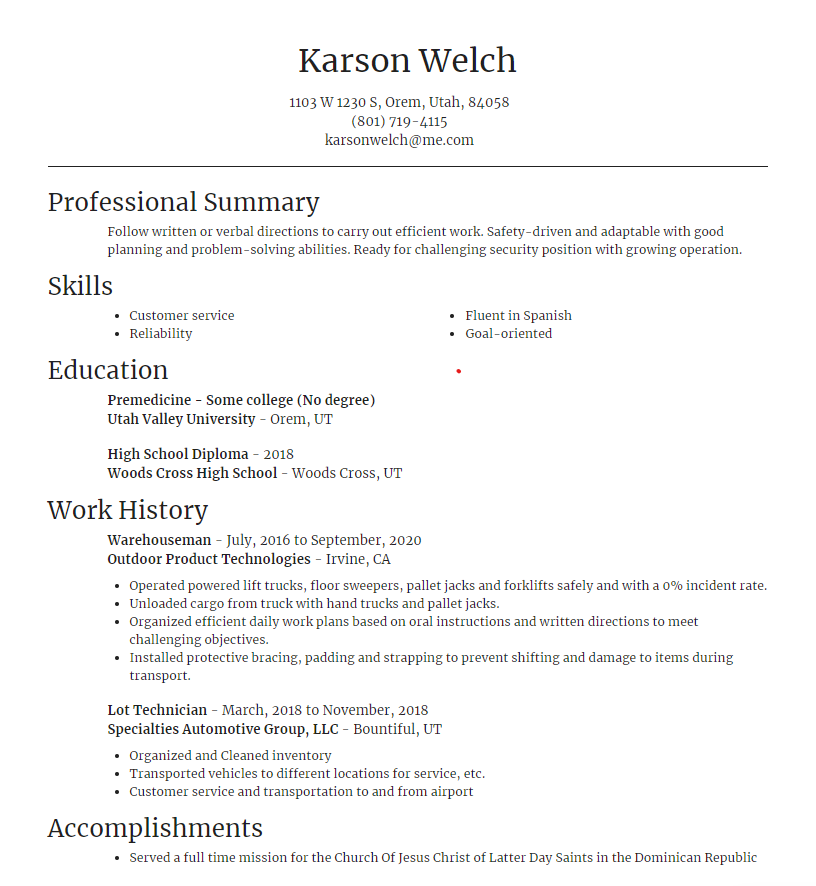 Karson Welch
1103 W 1230 S, Orem, Utah, 84058
(801) 719-4115
karsonwelch@me.com
Professional Summary
Follow written or verbal directions to carry out efficient work. Safety-driven and adaptable with good
planning and problem-solving abilities. Ready for challenging security position with growing operation.
Skills
• Customer service
• Reliability
• Fluent in Spanish
• Goal-oriented
Education
Premedicine - Some college (No degree)
Utah Valley University - Orem, UT
High School Diploma - 2018
Woods Cross High School - Woods Cross, UT
Work History
Warehouseman - July, 2016 to September, 2020
Outdoor Product Technologies - Irvine, CA
• Operated powered lift trucks, floor sweepers, pallet jacks and forklifts safely and with a 0% incident rate.
• Unloaded cargo from truck with hand trucks and pallet jacks.
• Organized efficient daily work plans based on oral instructions and written directions to meet
challenging objectives.
• Installed protective bracing, padding and strapping to prevent shifting and damage to items during
transport.
Lot Technician - March, 2018 to November, 2018
Specialties Automotive Group, LLC - Bountiful, UT
• Organized and Cleaned inventory
• Transported vehicles to different locations for service, etc.
• Customer service and transportation to and from airport
Accomplishments
• Served a full time mission for the Church Of Jesus Christ of Latter Day Saints in the Dominican Republic